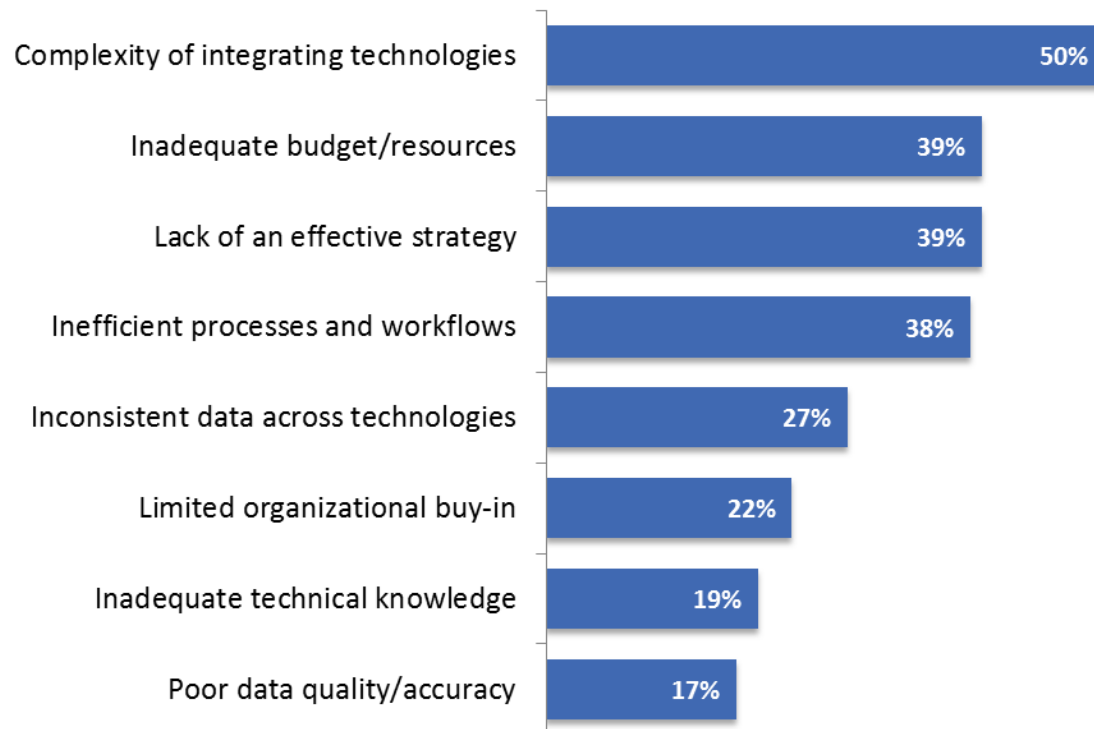 Complexity of integrating technologies 50%
Inadequate budget/resources 39%
Lack of an effective strategy 39%
Inefficient processes and workflows 38%
Inconsistent data across technologies 27%
Limited organizational buy-in 22%
Inadequate technical knowledge 19%
Poor data quality/accuracy 17%